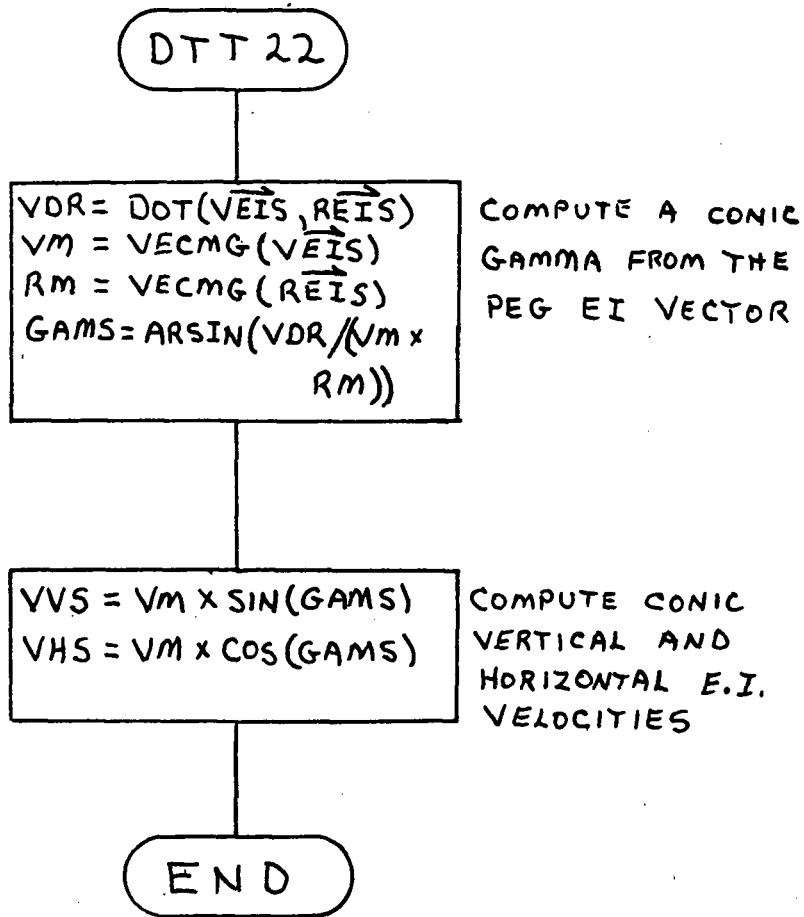 DTT22
VDR = DOT(VEIS, REIS)
VM = VECMG(VEIS)
RM = VECMG(REIS)
GAMS = ARSIN(VDR/(VM x
RM))
COMPUTE A CONIC
GAMMA FROM THE
PEG EI VECTOR
VVS = VM x SIN(GAMS)
VHS = VM x COS(GAMS)
COMPUTE CONIC
VERTICAL AND
HORIZONTAL E.I.
VELOCITIES
END